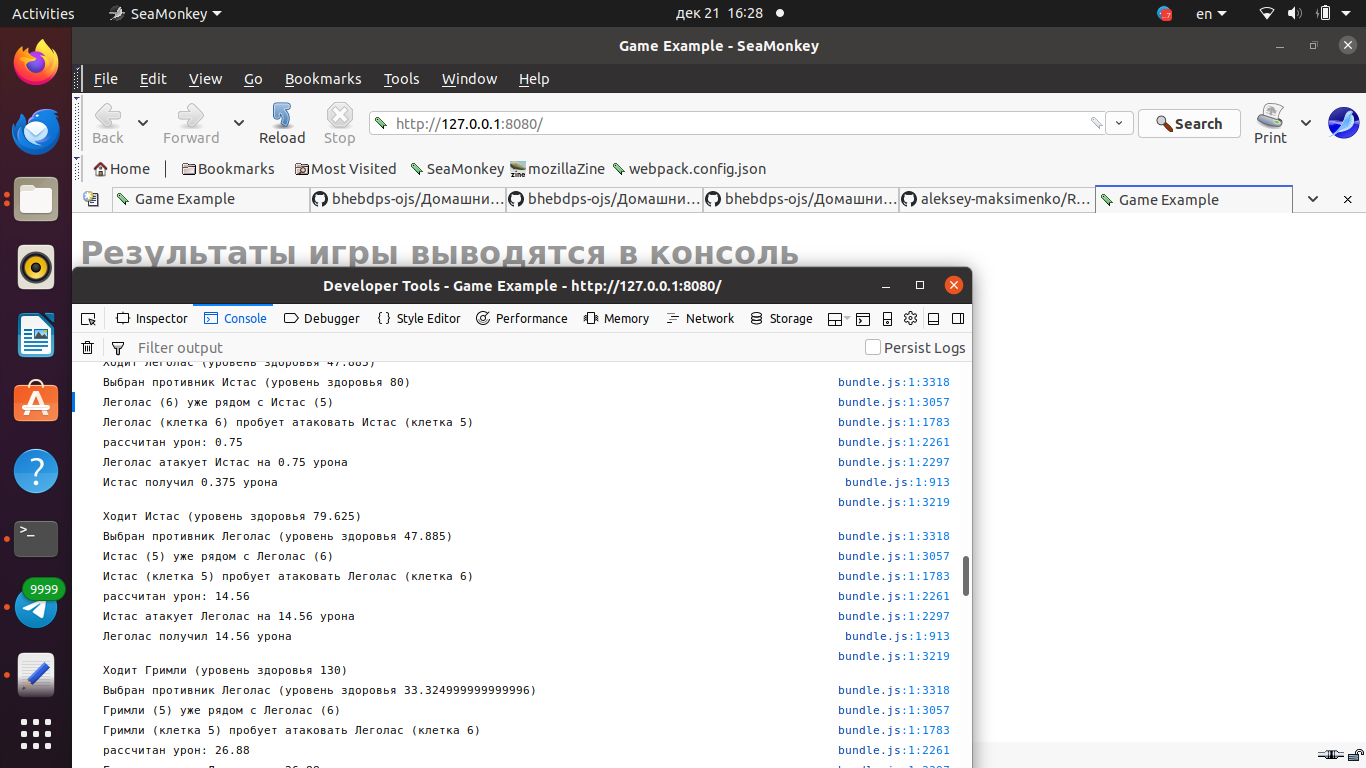 Activities SeaMonkey дек 21 16:28 en
Game Example - SeaMonkey
File Edit View Go Bookmarks Tools Window Help
Back Forward Reload Stop http://127.0.0.1:8080/ Search Print
Home Bookmarks Most Visited SeaMonkey mozillaZine webpack.config.json
Game Example bhebdps-ojs/Домашни... bhebdps-ojs/Домашни... bhebdps-ojs/Домашни... aleksey-maksimenko/R... Game Example
Результаты игры выводятся в консоль
Developer Tools - Game Example - http://127.0.0.1:8080/
Inspector Console Debugger Style Editor Performance Memory Network Storage
Filter output Persist Logs
Ходит Леголас (уровень здоровья 47.885)
Выбран противник Истас (уровень здоровья 80) bundle.js:1:3318
Леголас (6) уже рядом с Истас (5) bundle.js:1:3057
Леголас (клетка 6) пробует атаковать Истас (клетка 5) bundle.js:1:1783
рассчитан урон: 0.75 bundle.js:1:2261
Леголас атакует Истас на 0.75 урона bundle.js:1:2297
Истас получил 0.375 урона bundle.js:1:913
bundle.js:1:3219
Ходит Истас (уровень здоровья 79.625)
Выбран противник Леголас (уровень здоровья 47.885) bundle.js:1:3318
Истас (5) уже рядом с Леголас (6) bundle.js:1:3057
Истас (клетка 5) пробует атаковать Леголас (клетка 6) bundle.js:1:1783
рассчитан урон: 14.56 bundle.js:1:2261
Истас атакует Леголас на 14.56 урона bundle.js:1:2297
Леголас получил 14.56 урона bundle.js:1:913
bundle.js:1:3219
Ходит Гримли (уровень здоровья 130)
Выбран противник Леголас (уровень здоровья 33.324999999999996) bundle.js:1:3318
Гримли (5) уже рядом с Леголас (6) bundle.js:1:3057
Гримли (клетка 5) пробует атаковать Леголас (клетка 6) bundle.js:1:1783
рассчитан урон: 26.88 bundle.js:1:2261
9999